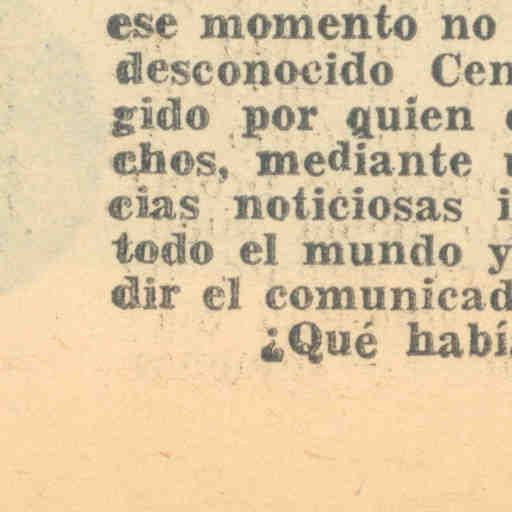 ese momento no
desconocido Cen
gido por quien
chos, mediante
cias noticiosas i
todo el mundo y
dir el comunicad
¿Qué habí